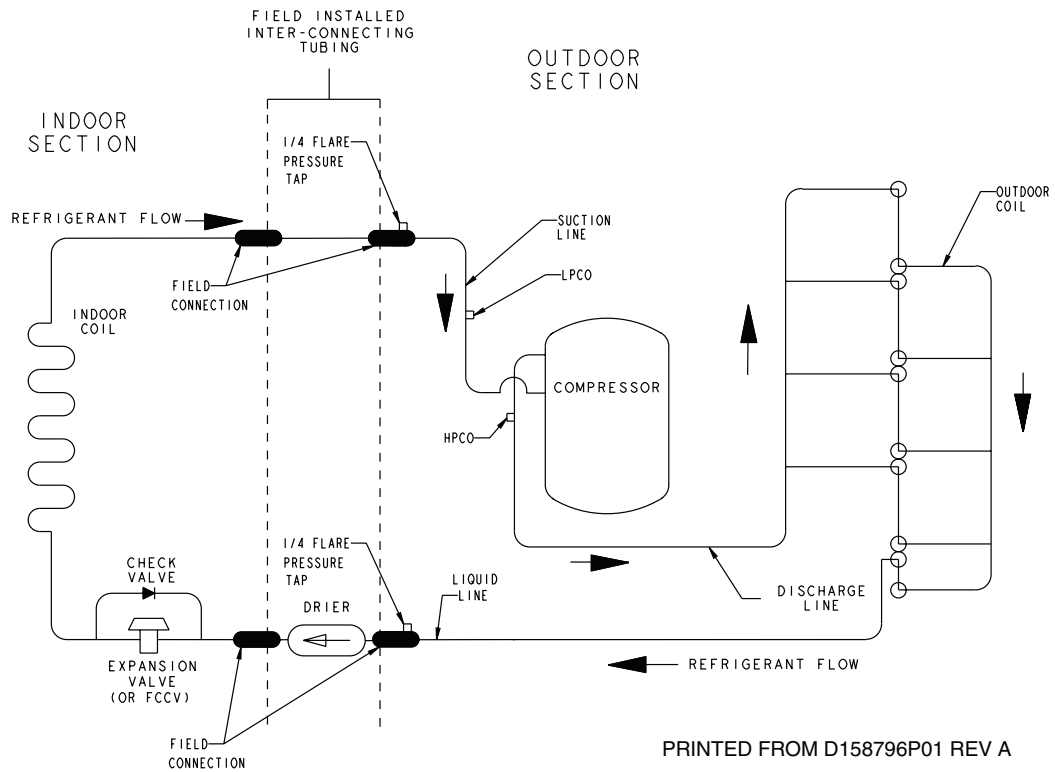 FIELD INSTALLED
INTER-CONNECTING
TUBING
OUTDOOR
SECTION
INDOOR
SECTION
1/4 FLARE
PRESSURE
TAP
REFRIGERANT FLOW
OUTDOOR
COIL
SUCTION
LINE
FIELD
CONNECTION
LPCO
INDOOR
COIL
COMPRESSOR
HPCO
1/4 FLARE
PRESSURE
TAP
CHECK
VALVE
LIQUID
LINE
DISCHARGE
LINE
DRIER
EXPANSION
VALVE
(OR FCCV)
REFRIGERANT FLOW
FIELD
CONNECTION
PRINTED FROM D158796P01 REV A